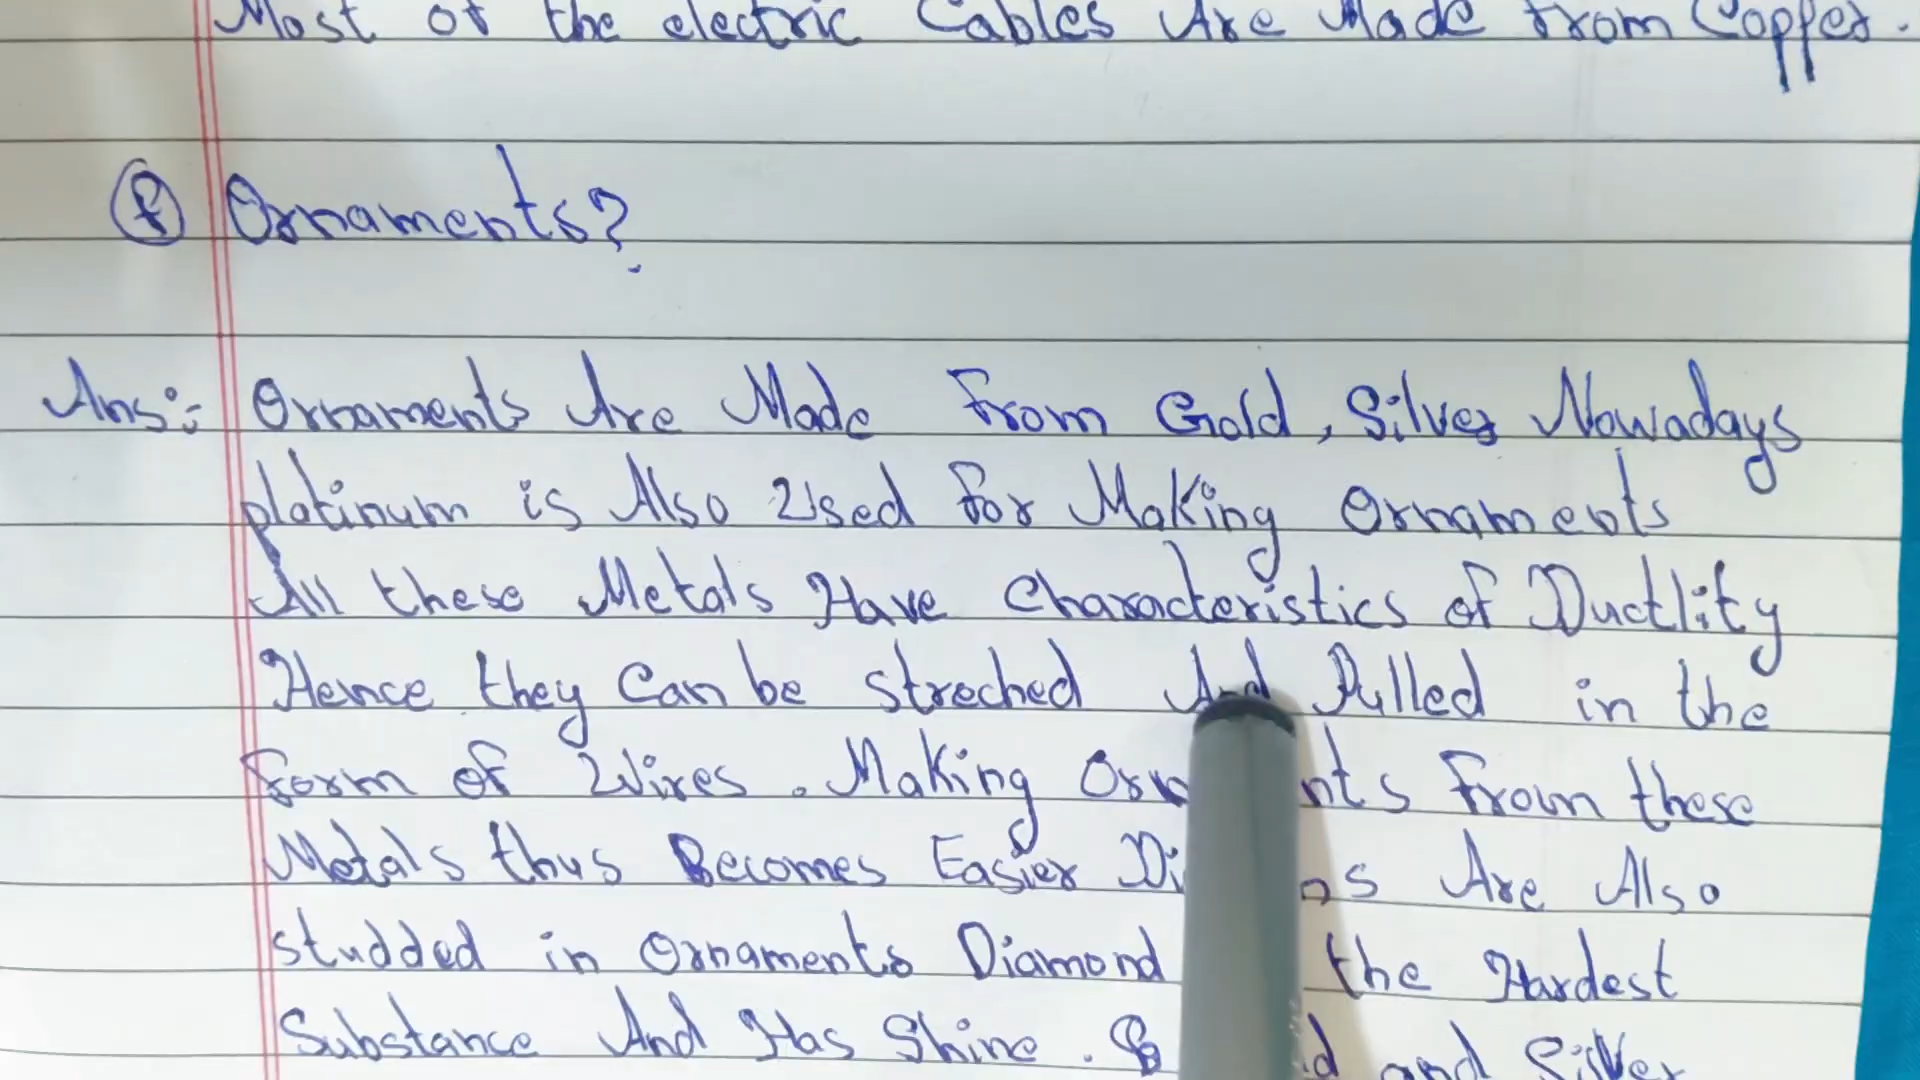 Most of the electric Cables Are Made from Copper.
(f) Ornaments?
Ans:- Ornaments Are Made From Gold, Silver Nowadays
platinum is Also Used For Making Ornaments
All these Metals Have Characteristics of Ductlity
Hence they Can be streched And Pulled in the
Form of Wires. Making From these
Metals thus Becomes Easier Are Also
studded in Ornaments Diamond the Hardest
Substance And Has Shine. and Silver